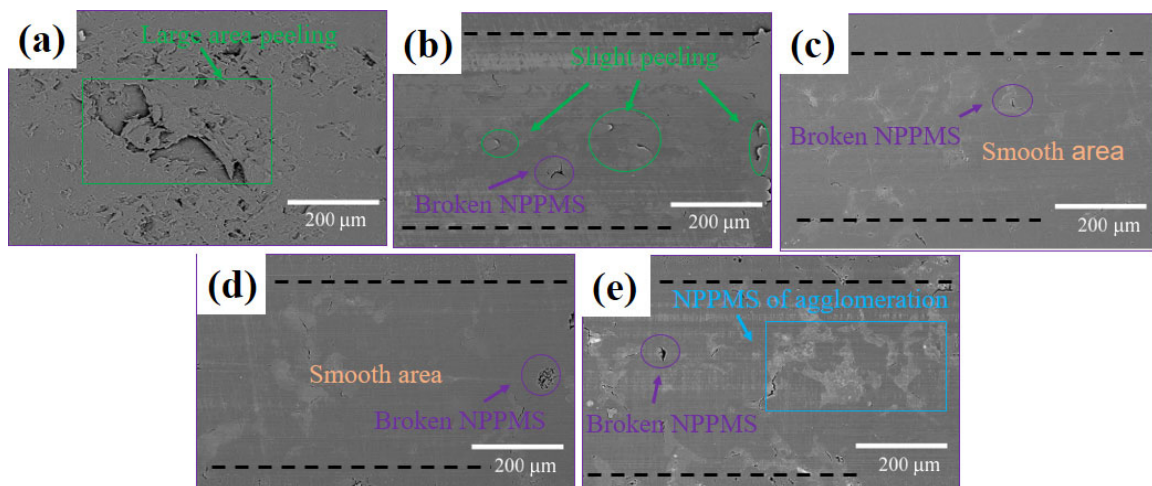 (a)
Large area peeling
200 μm
(b)
Slight peeling
Broken NPPMS
200 μm
(c)
Broken NPPMS
Smooth area
200 μm
(d)
Smooth area
Broken NPPMS
200 μm
(e)
NPPMS of agglomeration
Broken NPPMS
200 μm